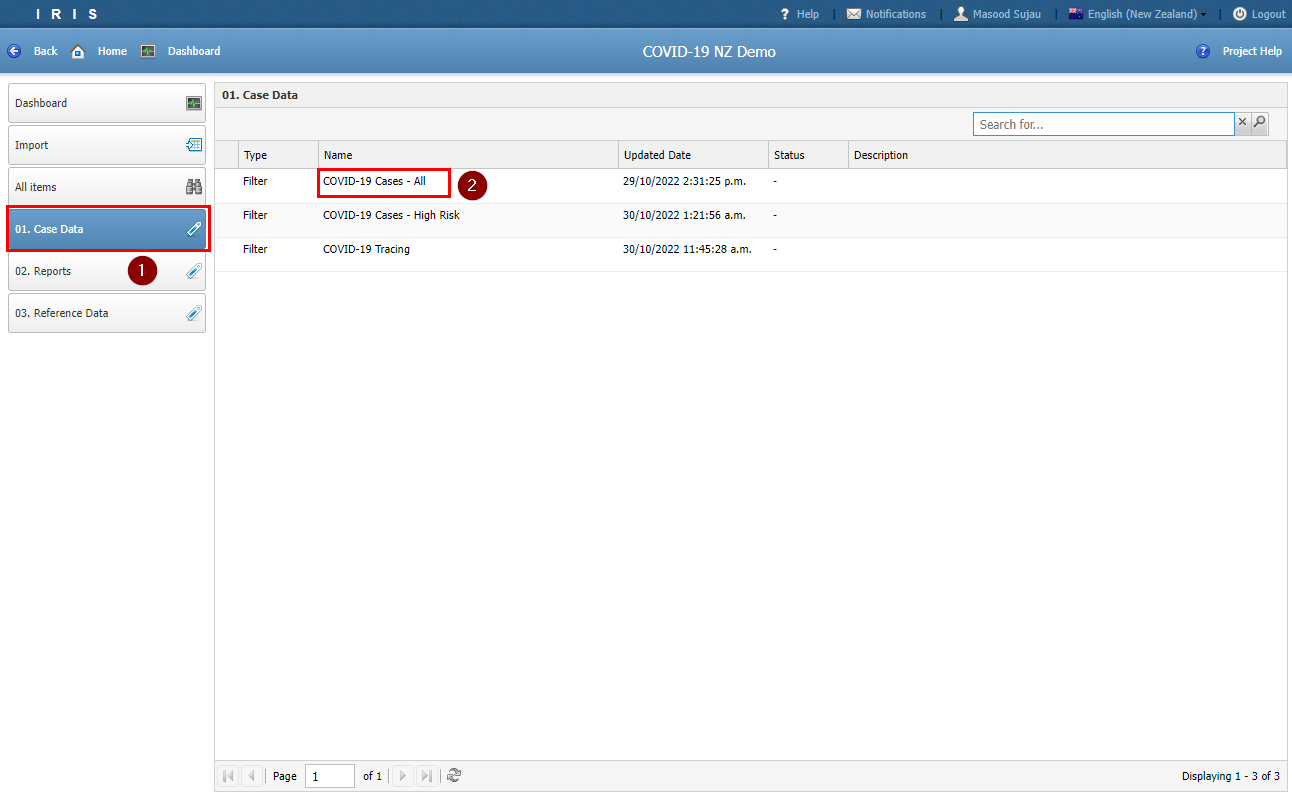 I R I S
Help
Notifications
Masood Sujau
English (New Zealand)
Logout
Back
Home
Dashboard
COVID-19 NZ Demo
Project Help
Dashboard
Import
All items
01. Case Data
02. Reports
03. Reference Data
1
01. Case Data
Search for...
Type Name Updated Date Status Description
Filter COVID-19 Cases - All 29/10/2022 2:31:25 p.m. -
2
Filter COVID-19 Cases - High Risk 30/10/2022 1:21:56 a.m. -
Filter COVID-19 Tracing 30/10/2022 11:45:28 a.m. -
Page 1 of 1
Displaying 1 - 3 of 3